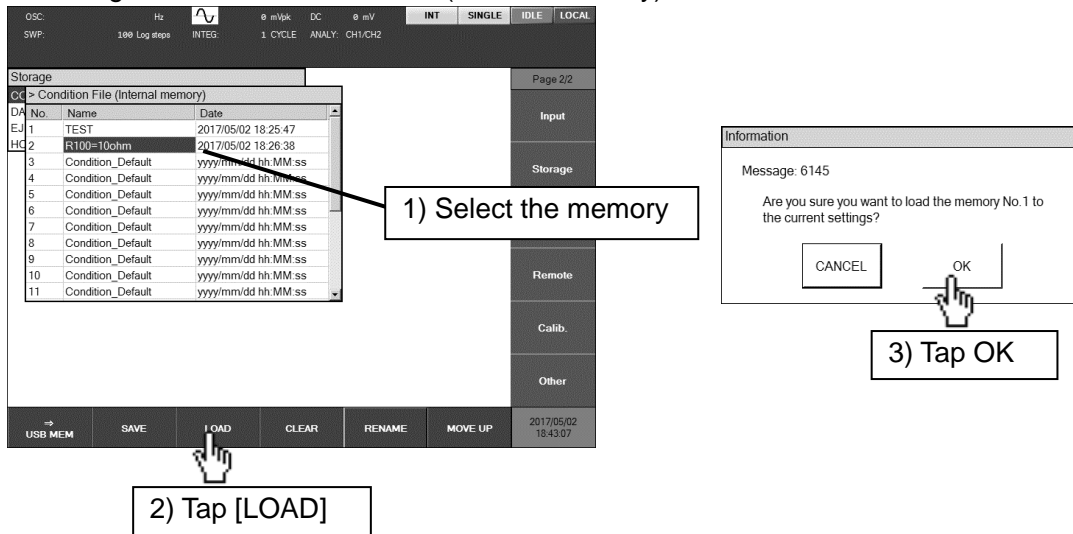 OSC: Hz 0 mVpk DC 0 mV INT SINGLE IDLE LOCAL
SWP: 100 Log steps INTEG: 1 CYCLE ANALY: CH1/CH2
Storage
> Condition File (Internal memory)
No. Name Date
1 TEST 2017/05/02 18:25:47
2 R100=10ohm 2017/05/02 18:26:38
3 Condition_Default yyyy/mm/dd hh:MM:ss
4 Condition_Default yyyy/mm/dd hh:MM:ss
5 Condition_Default yyyy/mm/dd hh:MM:ss
6 Condition_Default yyyy/mm/dd hh:MM:ss
7 Condition_Default yyyy/mm/dd hh:MM:ss
8 Condition_Default yyyy/mm/dd hh:MM:ss
9 Condition_Default yyyy/mm/dd hh:MM:ss
10 Condition_Default yyyy/mm/dd hh:MM:ss
11 Condition_Default yyyy/mm/dd hh:MM:ss
Page 2/2
Input
Storage
Remote
Calib.
Other
⇒
USB MEM SAVE LOAD CLEAR RENAME MOVE UP
2017/05/02
18:43:07
1) Select the memory
2) Tap [LOAD]
Information
Message: 6145
Are you sure you want to load the memory No.1 to
the current settings?
CANCEL OK
3) Tap OK